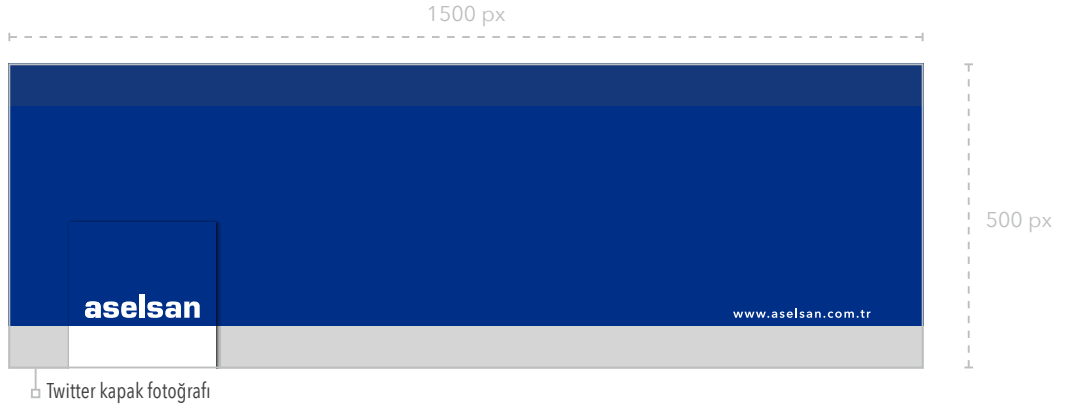 1500 px
500 px
aselsan
www.aselsan.com.tr
Twitter kapak fotoğrafı